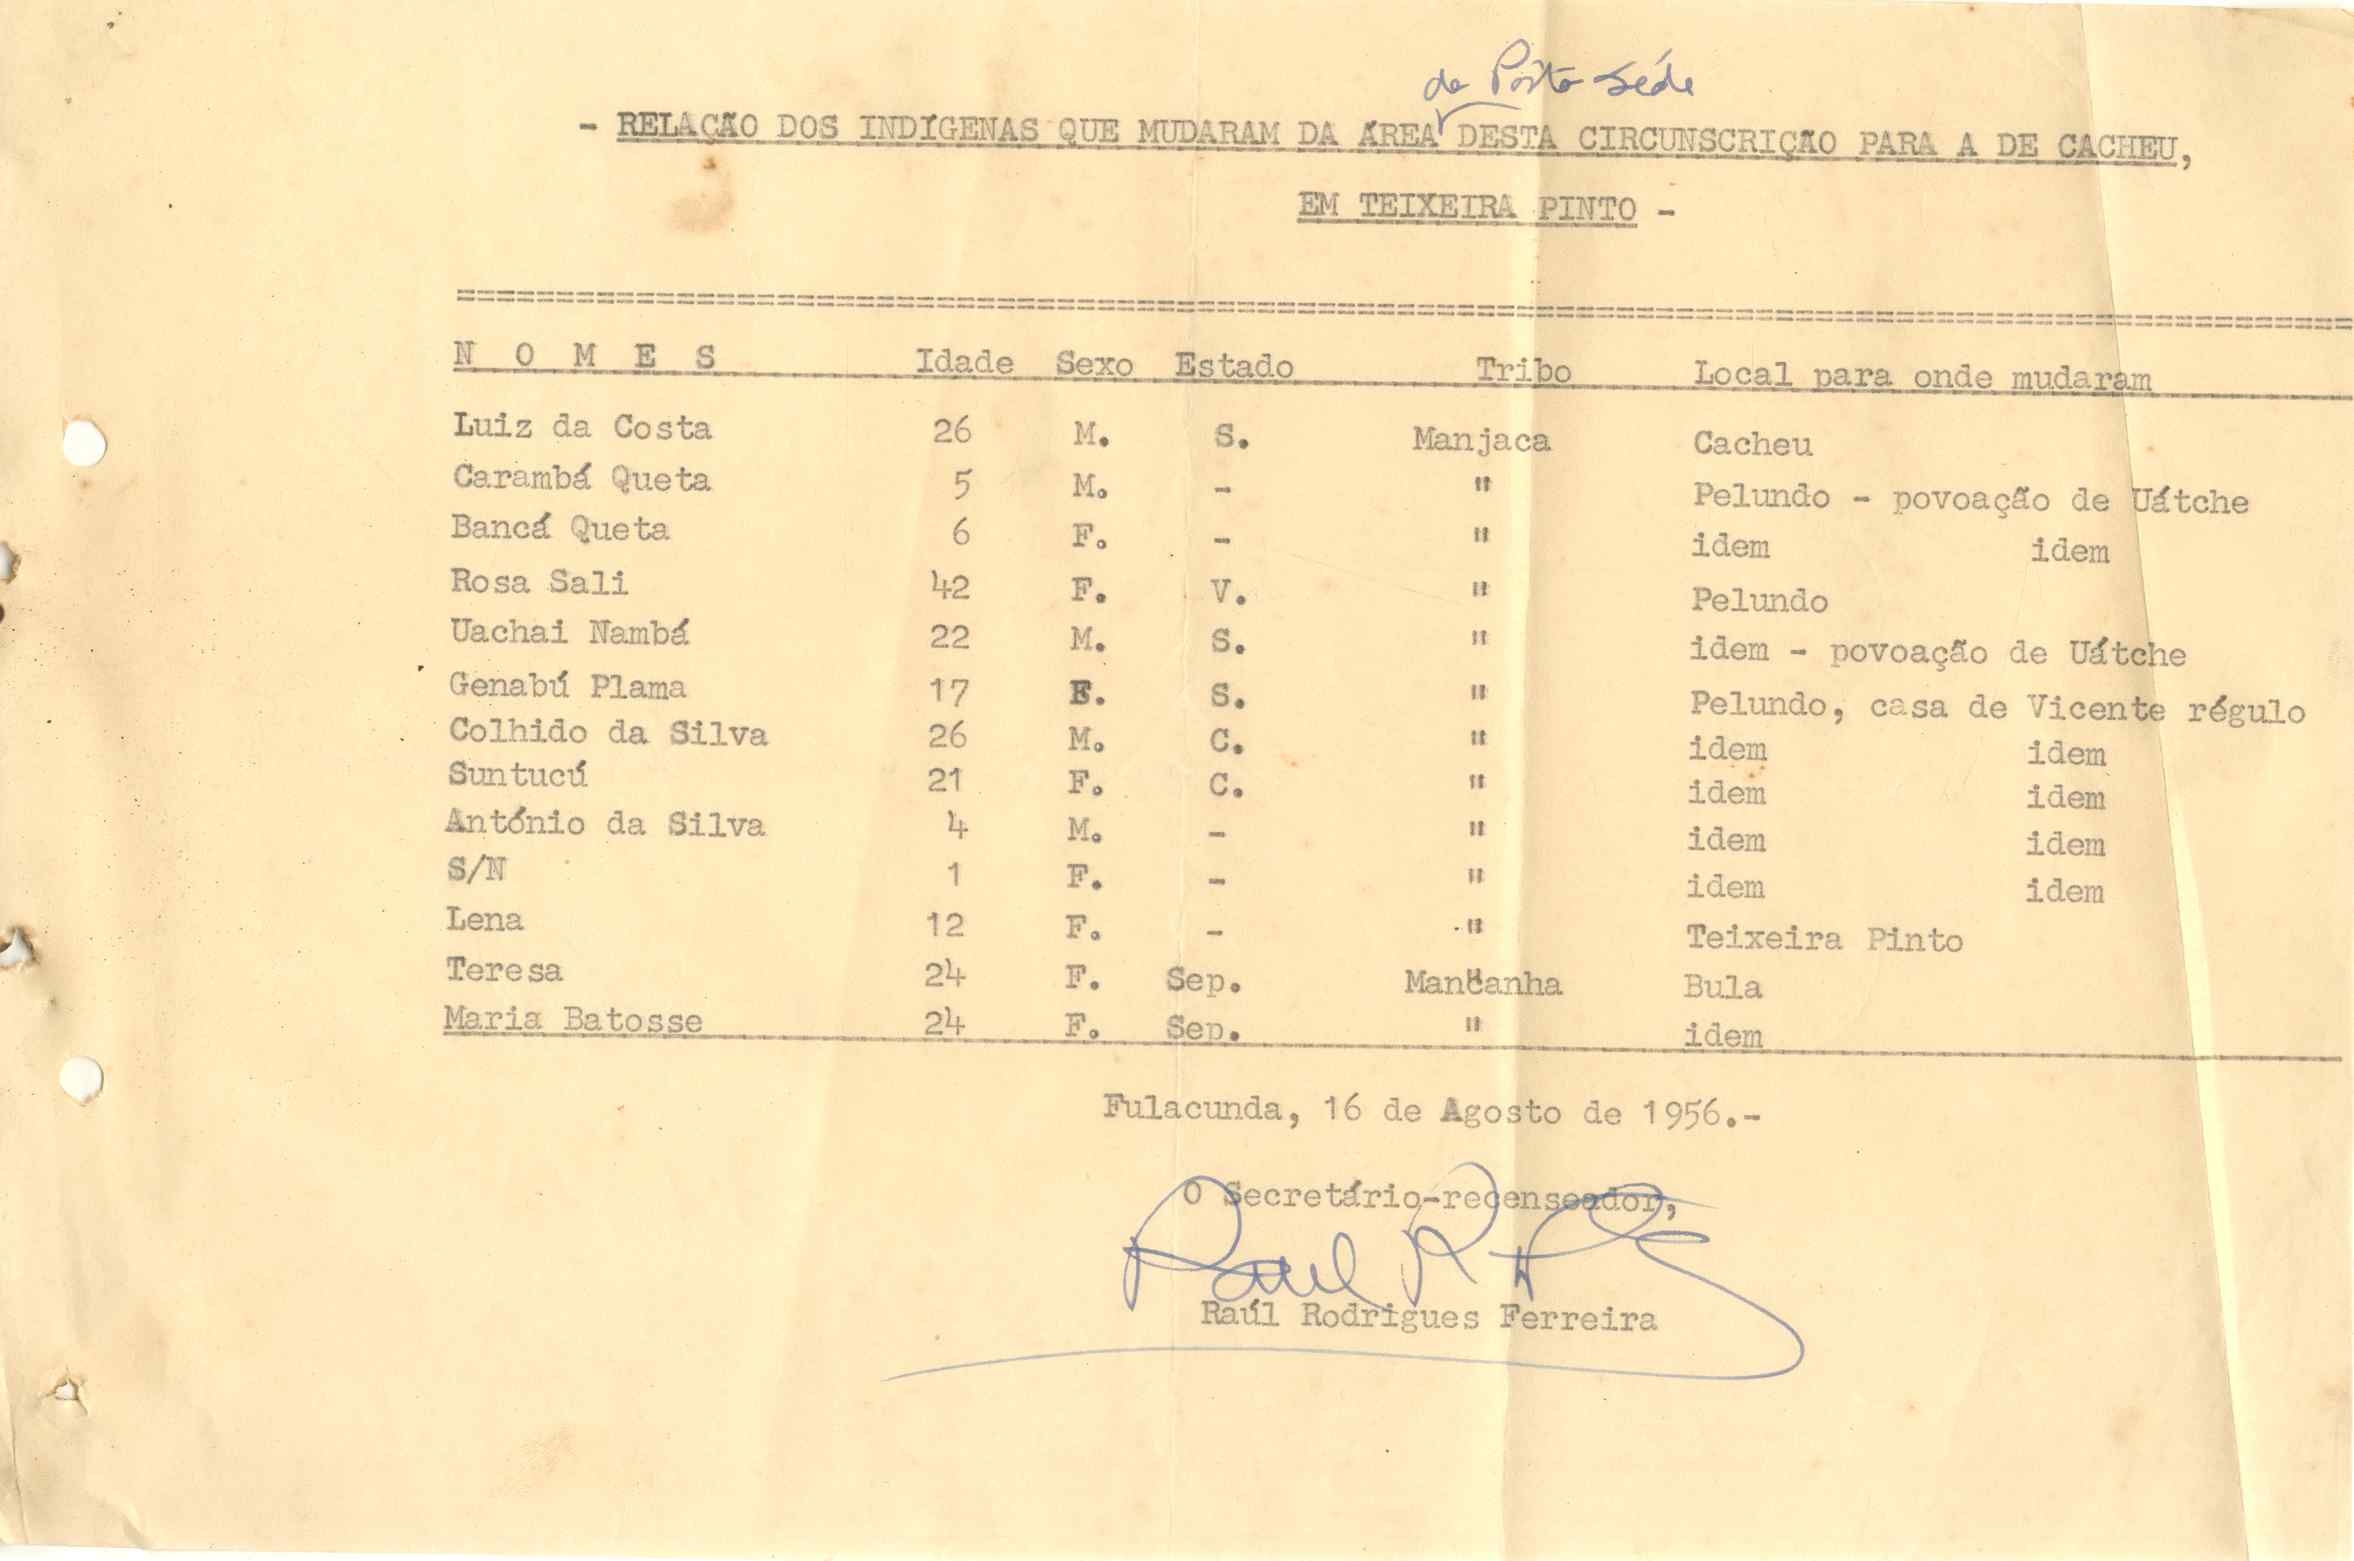 do Pôsto Séde
- RELAÇÃO DOS INDÍGENAS QUE MUDARAM DA ÁREA DESTA CIRCUNSCRIÇÃO PARA A DE CACHEU,
EM TEIXEIRA PINTO -
N O M E S Idade Sexo Estado Tribo Local para onde mudaram
Luiz da Costa 26 M. S. Manjaca Cacheu
Carambá Queta 5 M. - " Pelundo - povoação de Uátche
Bancá Queta 6 F. - " idem idem
Rosa Sali 42 F. V. " Pelundo
Uachai Nambá 22 M. S. " idem - povoação de Uátche
Genabú Plama 17 F. S. " Pelundo, casa de Vicente régulo
Colhido da Silva 26 M. C. " idem idem
Suntucú 21 F. C. " idem idem
António da Silva 4 M. - " idem idem
S/N 1 F. - " idem idem
Lena 12 F. - " Teixeira Pinto
Teresa 24 F. Sep. Mancanha Bula
Maria Batosse 24 F. Sep. " idem
Fulacunda, 16 de Agosto de 1956.-
O Secretário-recenseador,
Raúl Rodrigues Ferreira